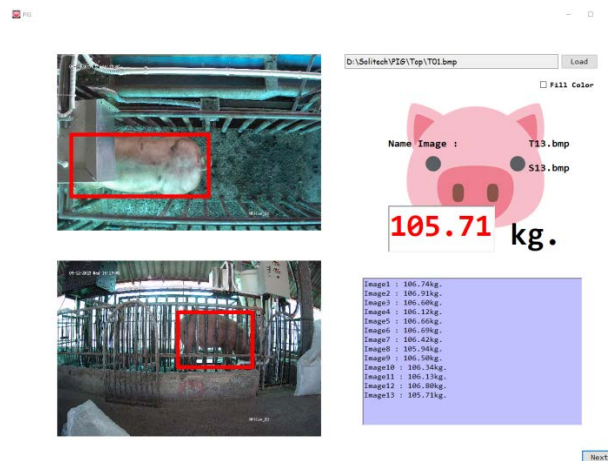 PIG
D:\Solitech\PIG\Top\T01.bmp
Load
Fill Color
Name Image :
T13.bmp
S13.bmp
105.71
kg.
Image1 : 106.74kg.
Image2 : 106.91kg.
Image3 : 106.60kg.
Image4 : 106.12kg.
Image5 : 106.66kg.
Image6 : 106.69kg.
Image7 : 106.42kg.
Image8 : 105.94kg.
Image9 : 106.50kg.
Image10 : 106.34kg.
Image11 : 106.13kg.
Image12 : 106.80kg.
Image13 : 105.71kg.
Next